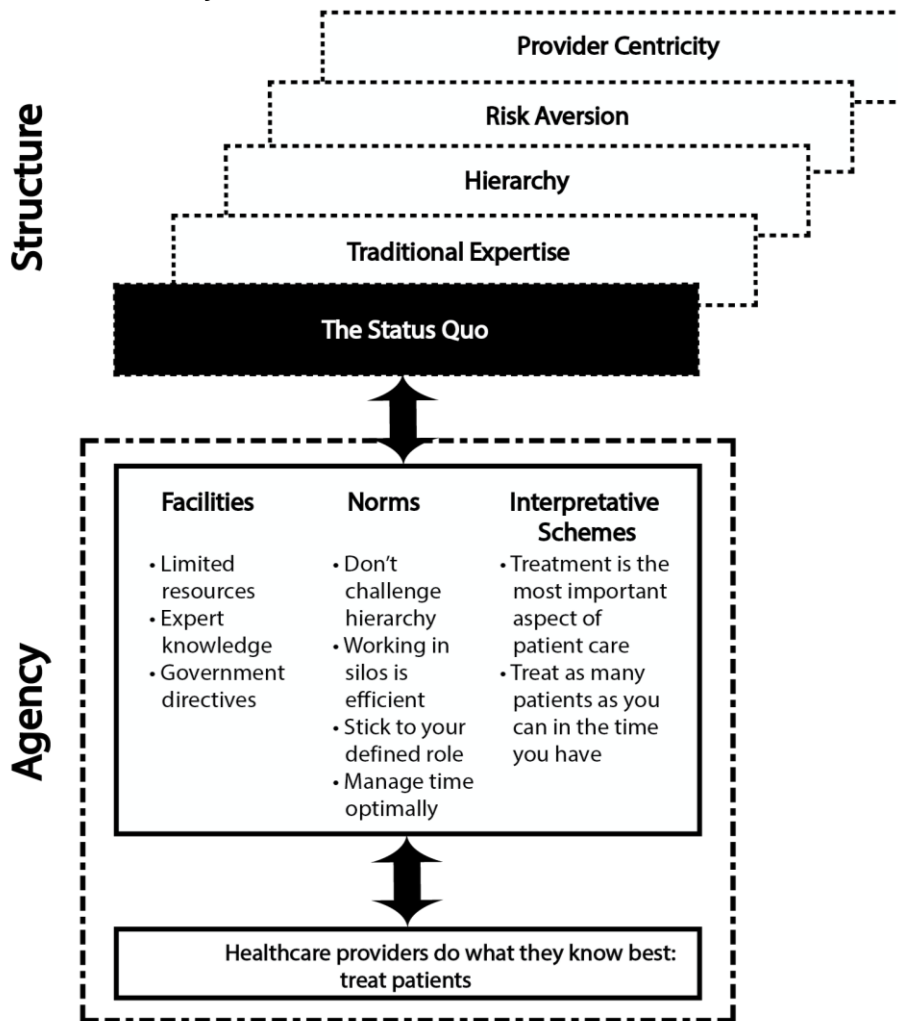 Structure
Provider Centricity
Risk Aversion
Hierarchy
Traditional Expertise
The Status Quo
Agency
Facilities
• Limited
resources
• Expert
knowledge
• Government
directives
Norms
• Don’t
challenge
hierarchy
• Working in
silos is
efficient
• Stick to your
defined role
• Manage time
optimally
Interpretative
Schemes
• Treatment is the
most important
aspect of
patient care
• Treat as many
patients as you
can in the time
you have
Healthcare providers do what they know best:
treat patients